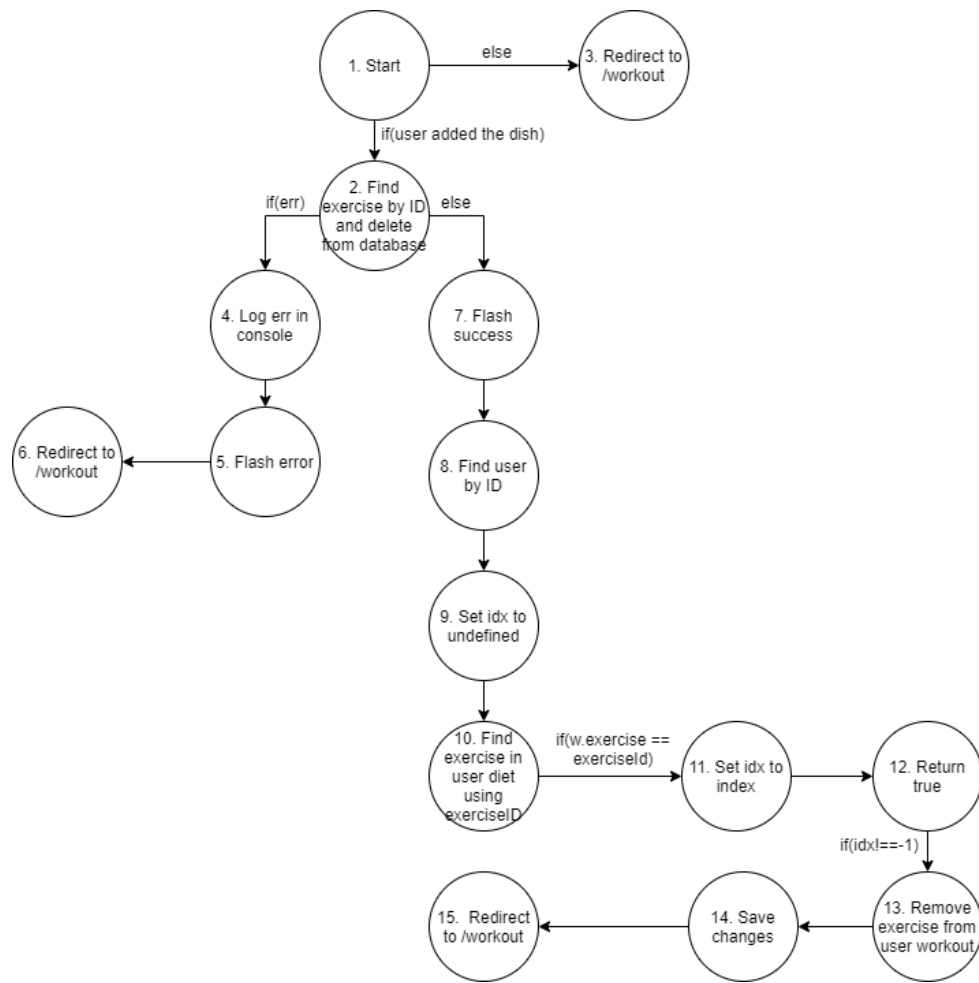 1. Start
else
3. Redirect to
/workout
if(user added the dish)
2. Find
exercise by ID
and delete
from database
if(err)
else
4. Log err in
console
7. Flash
success
6. Redirect to
/workout
5. Flash error
8. Find user
by ID
9. Set idx to
undefined
10. Find
exercise in
user diet
using
exerciseID
if(w.exercise ==
exerciseId)
11. Set idx to
index
12. Return
true
if(idx!==-1)
13. Remove
exercise from
user workout
14. Save
changes
15. Redirect
to /workout